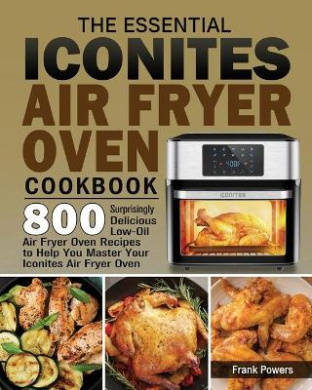 THE ESSENTIAL
ICONITES
AIR FRYER
OVEN
COOKBOOK
800 Surprisingly
Delicious
Low-Oil
Air Fryer Oven Recipes
to Help You Master Your
Iconites Air Fryer Oven
ICONITES
Frank Powers